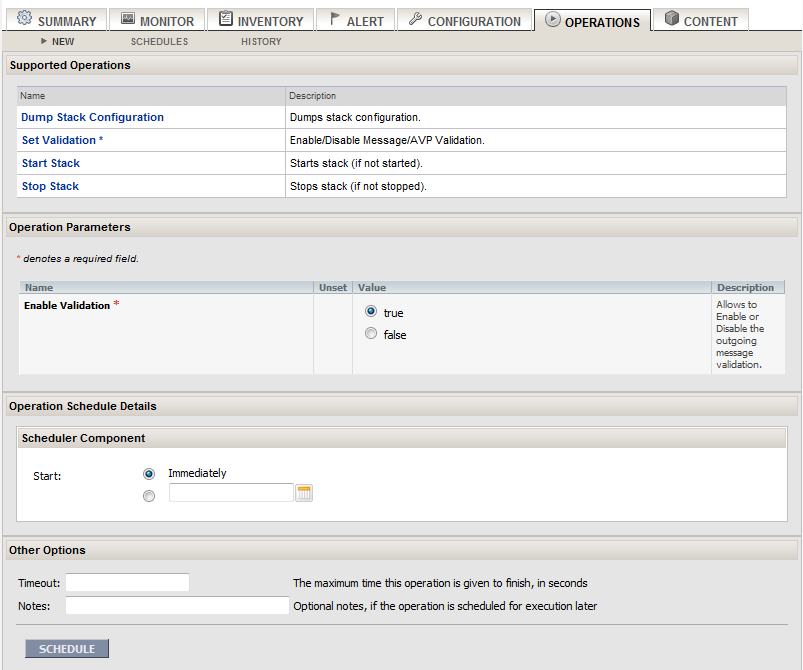 SUMMARY MONITOR INVENTORY ALERT CONFIGURATION OPERATIONS CONTENT
NEW SCHEDULES HISTORY
Supported Operations
Name Description
Dump Stack Configuration Dumps stack configuration.
Set Validation * Enable/Disable Message/AVP Validation.
Start Stack Starts stack (if not started).
Stop Stack Stops stack (if not stopped).
Operation Parameters
* denotes a required field.
Name Unset Value Description
Enable Validation *
true
false
Allows to
Enable or
Disable the
outgoing
message
validation.
Operation Schedule Details
Scheduler Component
Start: Immediately
Other Options
Timeout: The maximum time this operation is given to finish, in seconds
Notes: Optional notes, if the operation is scheduled for execution later
SCHEDULE